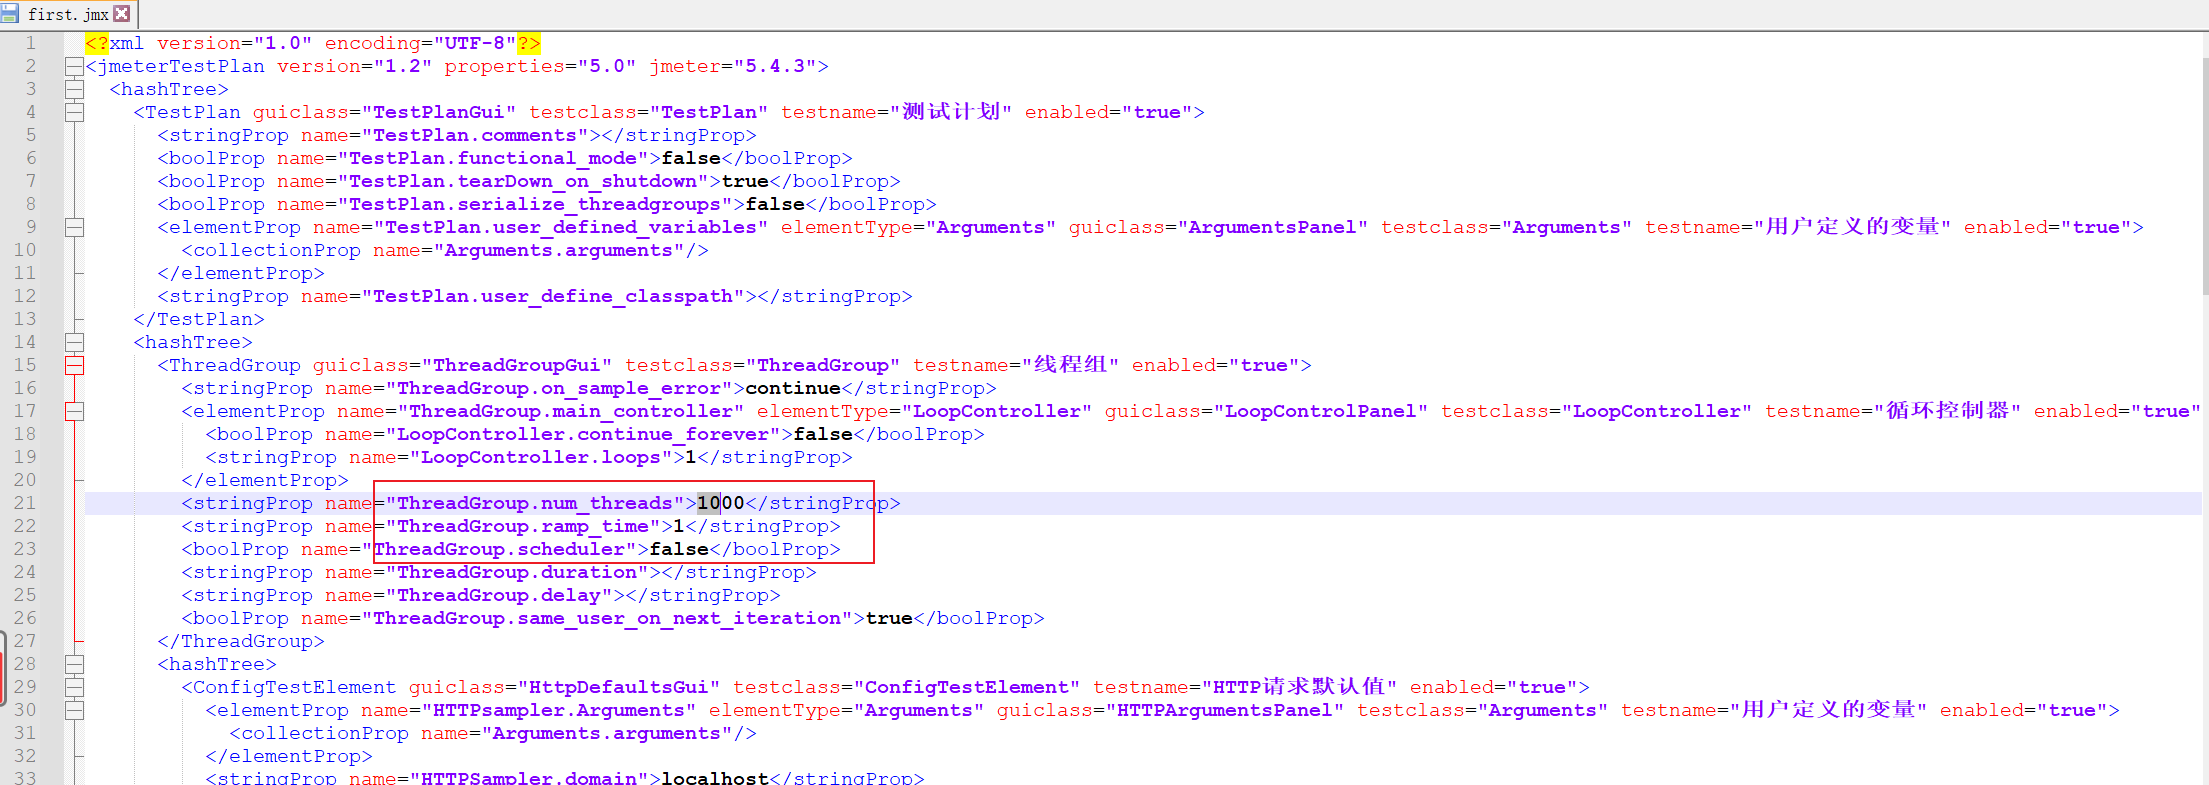 first.jmx
1 <?xml version="1.0" encoding="UTF-8"?>
2 <jmeterTestPlan version="1.2" properties="5.0" jmeter="5.4.3">
3 <hashTree>
4 <TestPlan guiclass="TestPlanGui" testclass="TestPlan" testname="测试计划" enabled="true">
5 <stringProp name="TestPlan.comments"></stringProp>
6 <boolProp name="TestPlan.functional_mode">false</boolProp>
7 <boolProp name="TestPlan.tearDown_on_shutdown">true</boolProp>
8 <boolProp name="TestPlan.serialize_threadgroups">false</boolProp>
9 <elementProp name="TestPlan.user_defined_variables" elementType="Arguments" guiclass="ArgumentsPanel" testclass="Arguments" testname="用户定义的变量" enabled="true">
10 <collectionProp name="Arguments.arguments"/>
11 </elementProp>
12 <stringProp name="TestPlan.user_define_classpath"></stringProp>
13 </TestPlan>
14 <hashTree>
15 <ThreadGroup guiclass="ThreadGroupGui" testclass="ThreadGroup" testname="线程组" enabled="true">
16 <stringProp name="ThreadGroup.on_sample_error">continue</stringProp>
17 <elementProp name="ThreadGroup.main_controller" elementType="LoopController" guiclass="LoopControlPanel" testclass="LoopController" testname="循环控制器" enabled="true"
18 <boolProp name="LoopController.continue_forever">false</boolProp>
19 <stringProp name="LoopController.loops">1</stringProp>
20 </elementProp>
21 <stringProp name="ThreadGroup.num_threads">1000</stringProp>
22 <stringProp name="ThreadGroup.ramp_time">1</stringProp>
23 <boolProp name="ThreadGroup.scheduler">false</boolProp>
24 <stringProp name="ThreadGroup.duration"></stringProp>
25 <stringProp name="ThreadGroup.delay"></stringProp>
26 <boolProp name="ThreadGroup.same_user_on_next_iteration">true</boolProp>
27 </ThreadGroup>
28 <hashTree>
29 <ConfigTestElement guiclass="HttpDefaultsGui" testclass="ConfigTestElement" testname="HTTP请求默认值" enabled="true">
30 <elementProp name="HTTPsampler.Arguments" elementType="Arguments" guiclass="HTTPArgumentsPanel" testclass="Arguments" testname="用户定义的变量" enabled="true">
31 <collectionProp name="Arguments.arguments"/>
32 </elementProp>
33 <stringProp name="HTTPSampler.domain">localhost</stringProp>